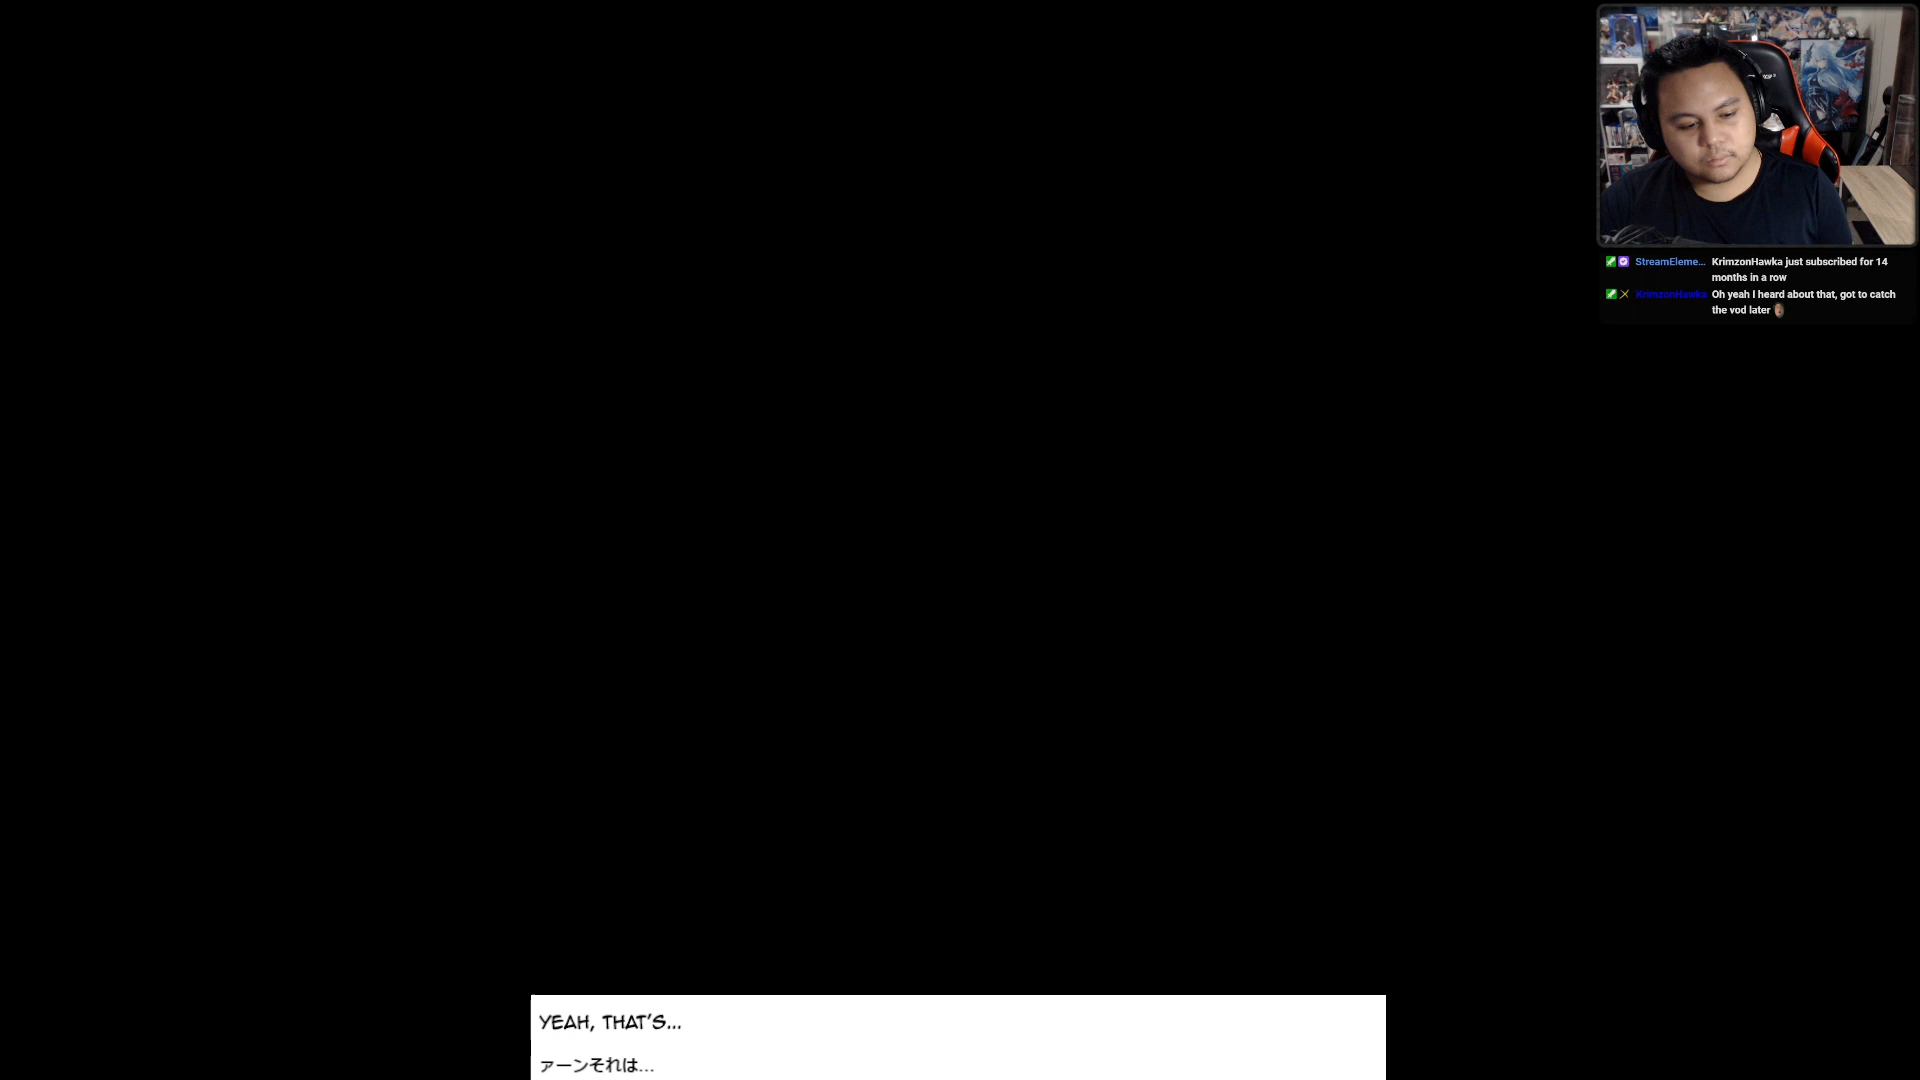 StreamEleme... KrimzonHawka just subscribed for 14
months in a row
KrimzonHawka Oh yeah I heard about that, got to catch
the vod later
YEAH, THAT'S...
ァーンそれは...